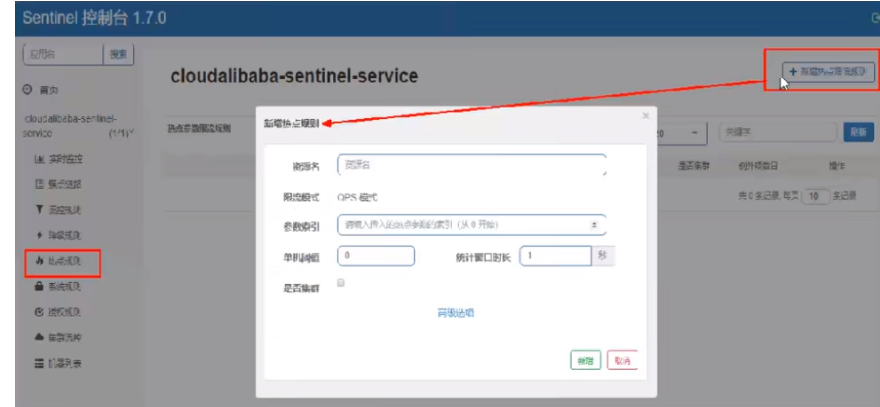 Sentinel 控制台 1.7.0
应用名
搜索
+ 新增热点限流规则
首页
cloudalibaba-sentinel-service
cloudalibaba-sentinel-
service (1/1)
热点参数限流规则
关键字
刷新
实时监控
簇点链路
流控规则
降级规则
热点规则
系统规则
授权规则
集群流控
机器列表
是否集群
例外项数目
操作
共 0 条记录, 每页 10 条记录
新增热点规则
×
资源名
资源名
限流模式
QPS 模式
参数索引
请填入传入的热点参数的索引（从 0 开始）
单机阈值
0
统计窗口时长
1
秒
是否集群
高级选项
新增
取消